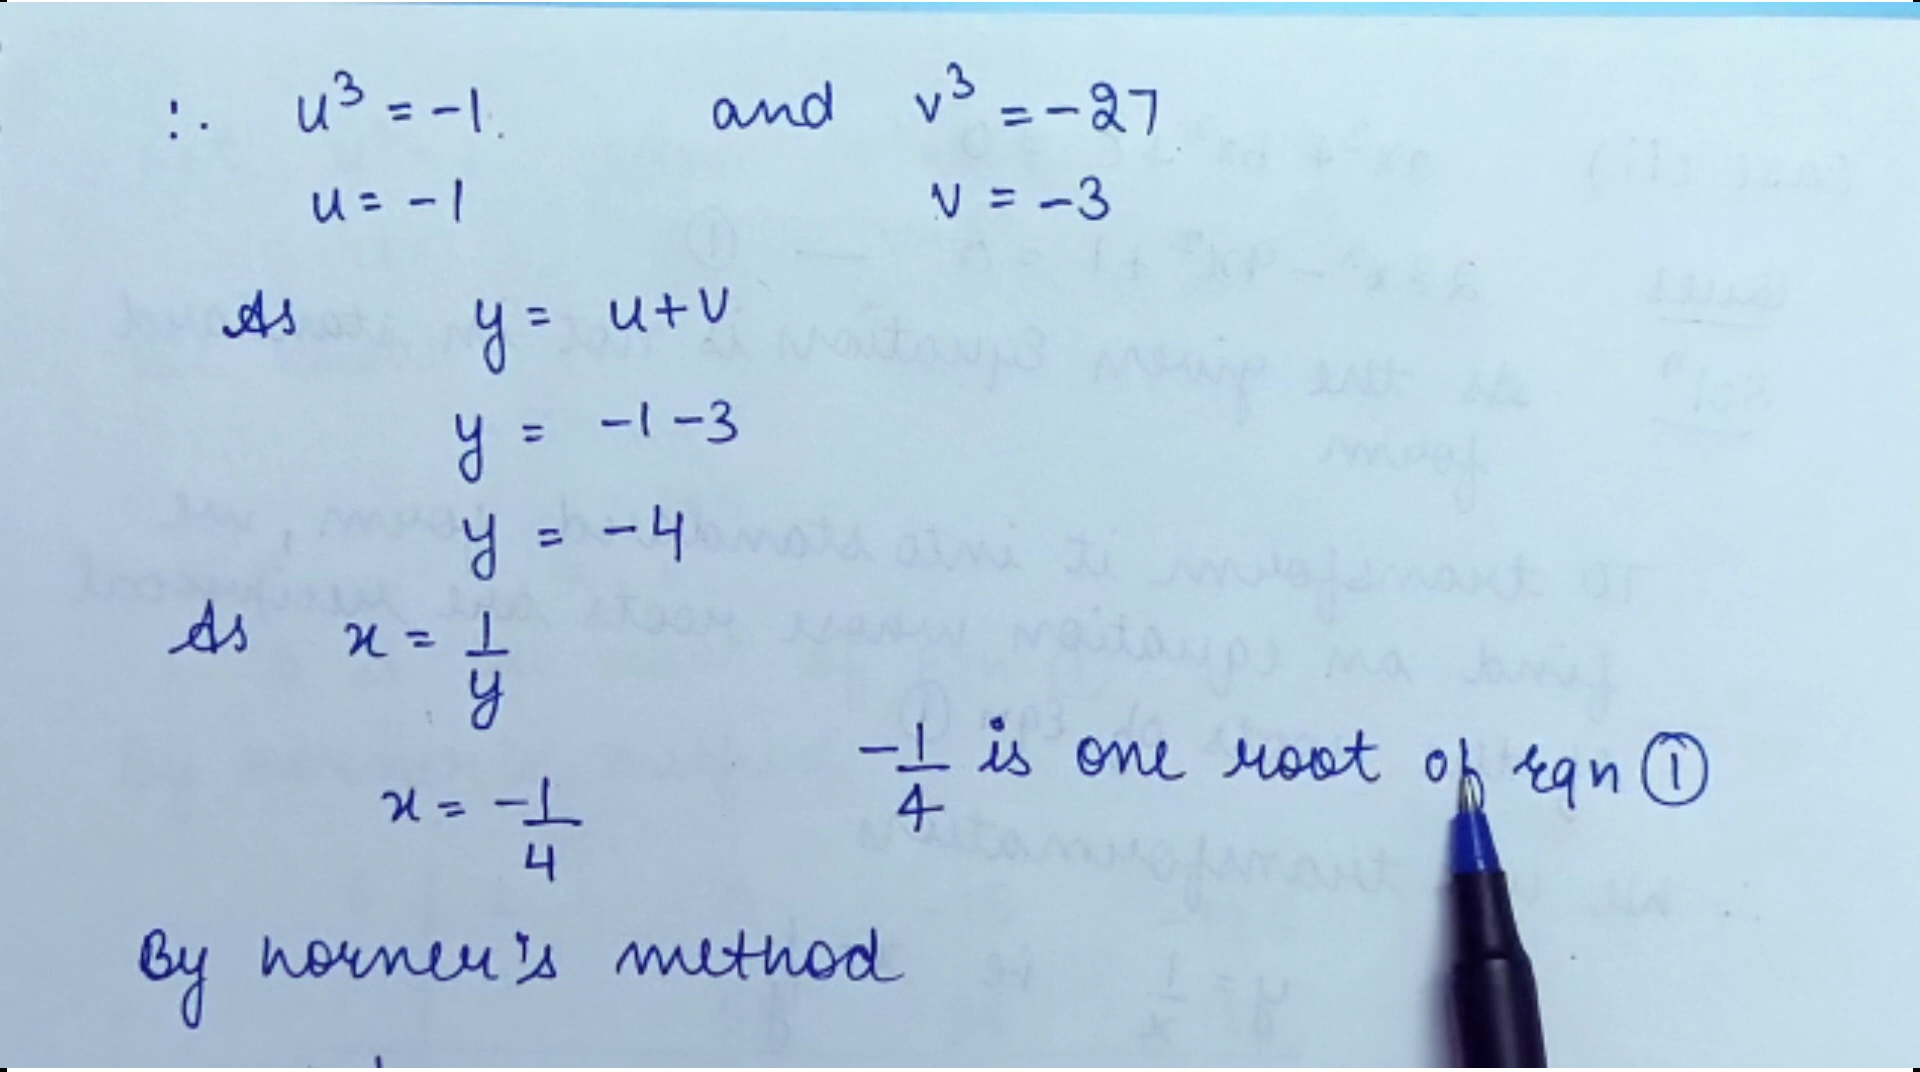 ∴ u³ = -1. and v³ = -27
u = -1 v = -3
As y = u+v
y = -1-3
y = -4
As x = 1/y
x = -1/4 -1/4 is one root of eqn ①
By horner's method